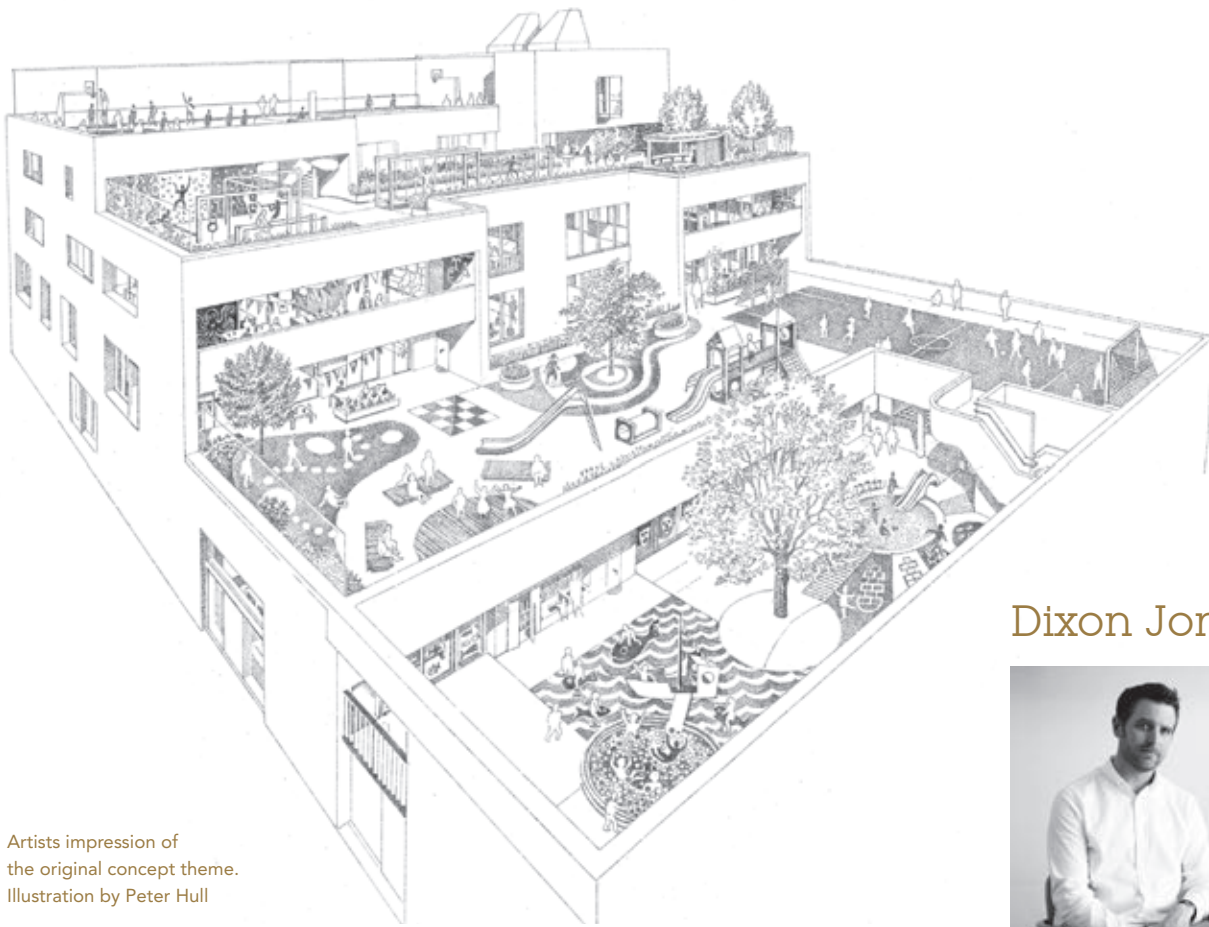 Dixon Jon
Artists impression of
the original concept theme.
Illustration by Peter Hull